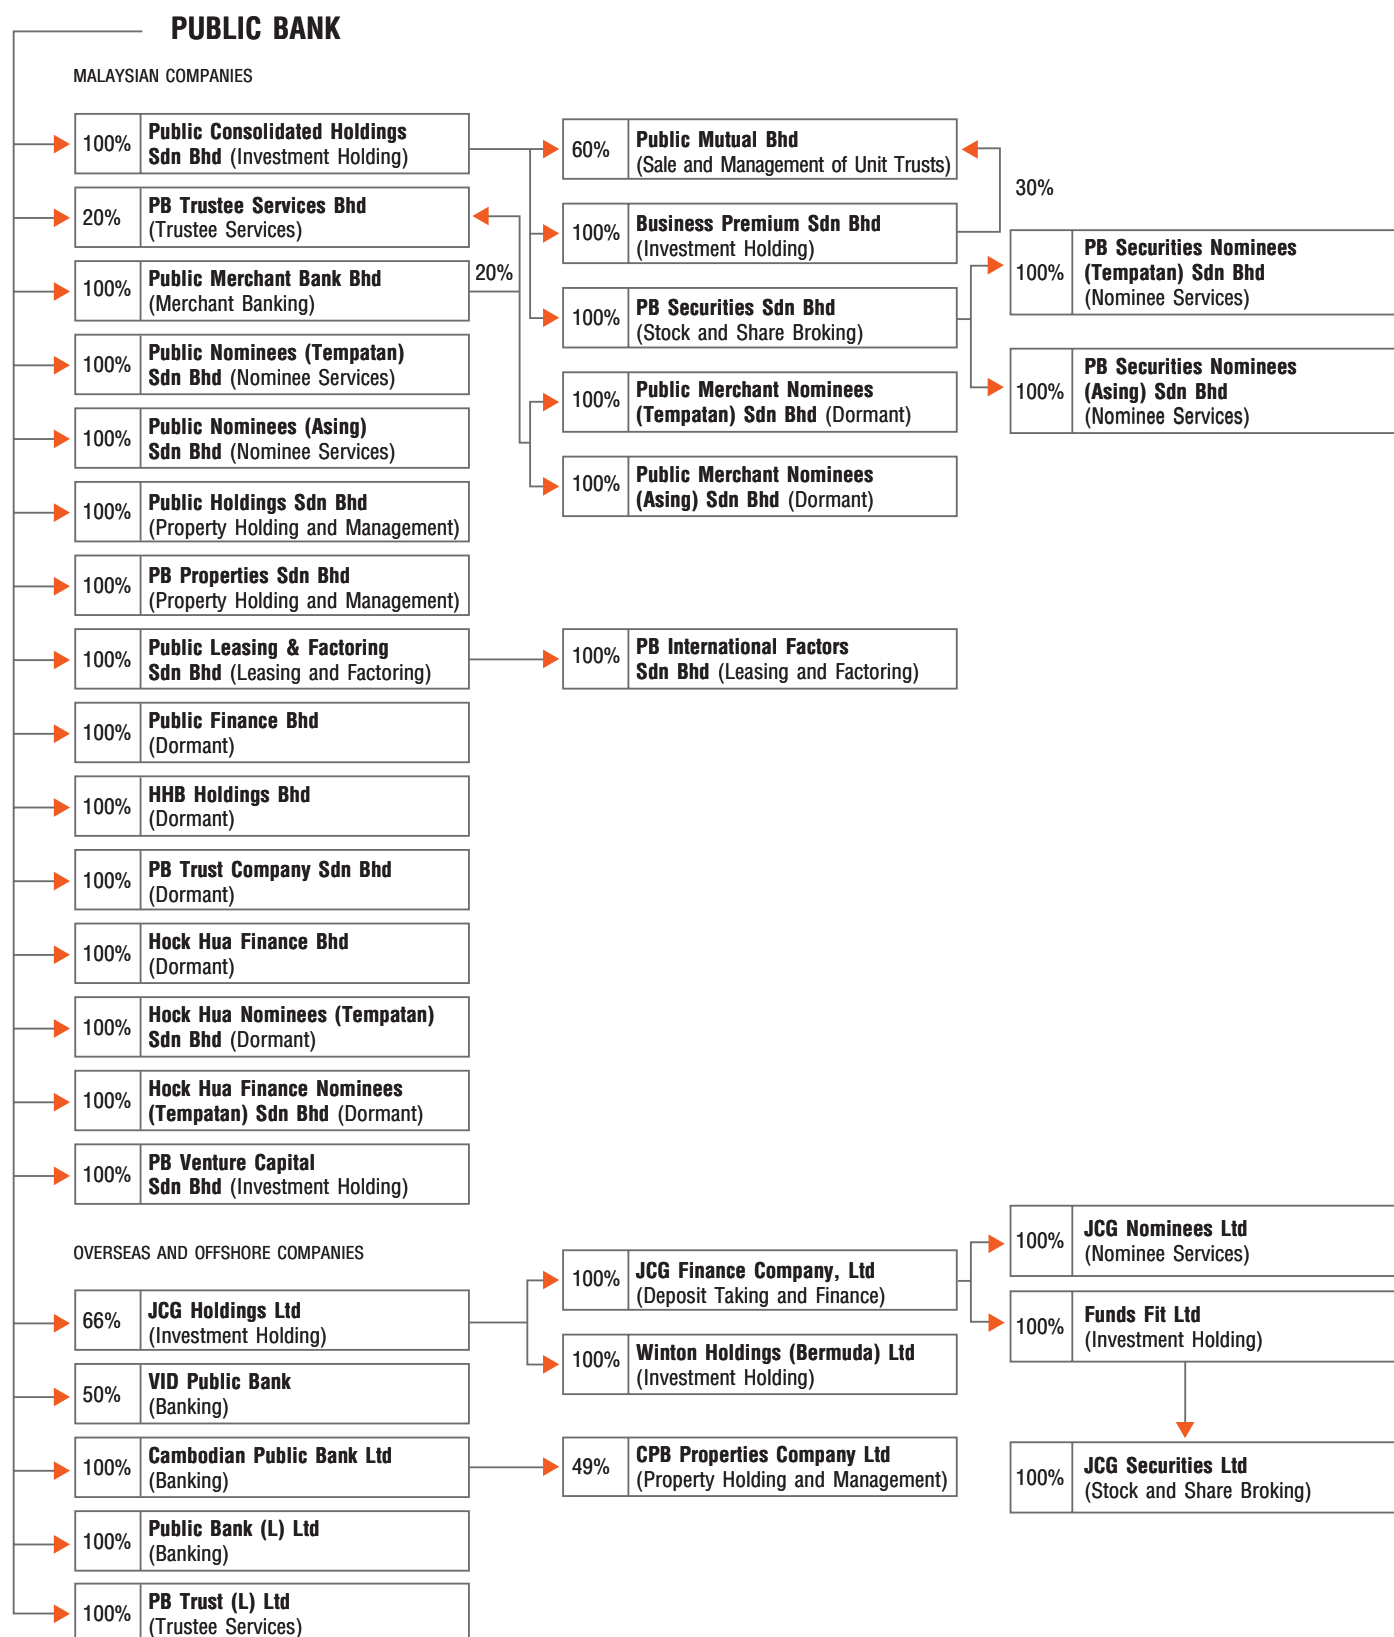 PUBLIC BANK
MALAYSIAN COMPANIES
100%
Public Consolidated Holdings
Sdn Bhd (Investment Holding)
20%
PB Trustee Services Bhd
(Trustee Services)
100%
Public Merchant Bank Bhd
(Merchant Banking)
20%
100%
Public Nominees (Tempatan)
Sdn Bhd (Nominee Services)
100%
Public Nominees (Asing)
Sdn Bhd (Nominee Services)
100%
Public Holdings Sdn Bhd
(Property Holding and Management)
100%
PB Properties Sdn Bhd
(Property Holding and Management)
100%
Public Leasing & Factoring
Sdn Bhd (Leasing and Factoring)
100%
Public Finance Bhd
(Dormant)
100%
HHB Holdings Bhd
(Dormant)
100%
PB Trust Company Sdn Bhd
(Dormant)
100%
Hock Hua Finance Bhd
(Dormant)
100%
Hock Hua Nominees (Tempatan)
Sdn Bhd (Dormant)
100%
Hock Hua Finance Nominees
(Tempatan) Sdn Bhd (Dormant)
100%
PB Venture Capital
Sdn Bhd (Investment Holding)
60%
Public Mutual Bhd
(Sale and Management of Unit Trusts)
30%
100%
Business Premium Sdn Bhd
(Investment Holding)
100%
PB Securities Sdn Bhd
(Stock and Share Broking)
100%
Public Merchant Nominees
(Tempatan) Sdn Bhd (Dormant)
100%
Public Merchant Nominees
(Asing) Sdn Bhd (Dormant)
100%
PB International Factors
Sdn Bhd (Leasing and Factoring)
100%
PB Securities Nominees
(Tempatan) Sdn Bhd
(Nominee Services)
100%
PB Securities Nominees
(Asing) Sdn Bhd
(Nominee Services)
OVERSEAS AND OFFSHORE COMPANIES
66%
JCG Holdings Ltd
(Investment Holding)
50%
VID Public Bank
(Banking)
100%
Cambodian Public Bank Ltd
(Banking)
100%
Public Bank (L) Ltd
(Banking)
100%
PB Trust (L) Ltd
(Trustee Services)
100%
JCG Finance Company, Ltd
(Deposit Taking and Finance)
100%
Winton Holdings (Bermuda) Ltd
(Investment Holding)
49%
CPB Properties Company Ltd
(Property Holding and Management)
100%
JCG Nominees Ltd
(Nominee Services)
100%
Funds Fit Ltd
(Investment Holding)
100%
JCG Securities Ltd
(Stock and Share Broking)